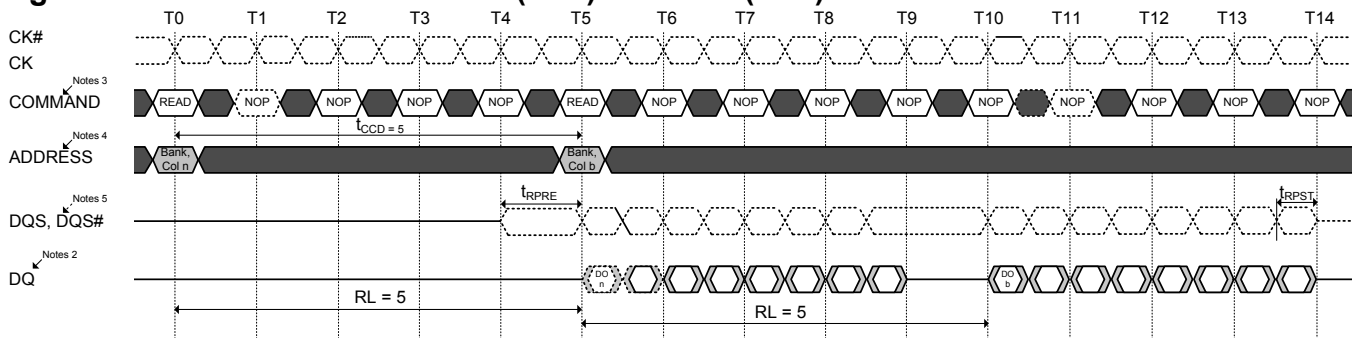 T0 T1 T2 T3 T4 T5 T6 T7 T8 T9 T10 T11 T12 T13 T14
CK#
CK
Notes 3
COMMAND READ NOP NOP NOP NOP READ NOP NOP NOP NOP NOP NOP NOP NOP NOP
tCCD = 5
Notes 4
ADDRESS Bank, Col n Bank, Col b
Notes 5
tRPRE tRPST
DQS, DQS#
Notes 2
DQ DO n DO b
RL = 5
RL = 5